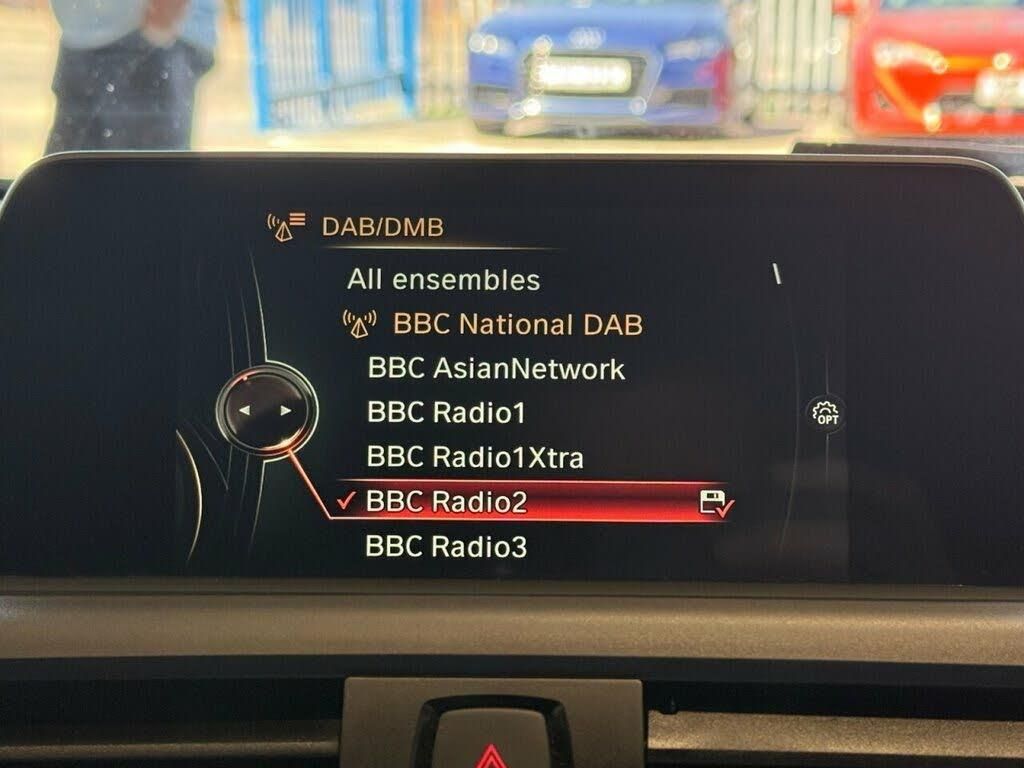 DAB/DMB
All ensembles
BBC National DAB
BBC AsianNetwork
BBC Radio1
OPT
BBC Radio1Xtra
BBC Radio2
BBC Radio3